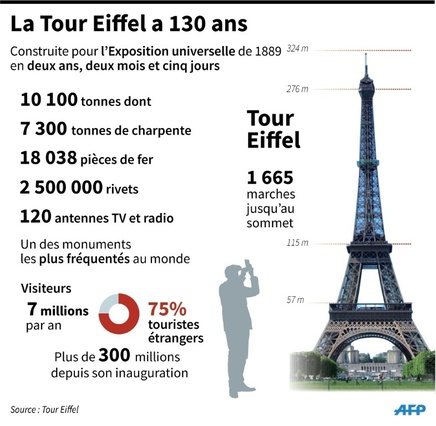 La Tour Eiffel a 130 ans
Construite pour l'Exposition universelle de 1889
en deux ans, deux mois et cinq jours
10 100 tonnes dont
7 300 tonnes de charpente
18 038 pièces de fer
2 500 000 rivets
120 antennes TV et radio
Un des monuments
les plus fréquentés au monde
Visiteurs
7 millions
par an
75%
touristes
étrangers
Plus de 300 millions
depuis son inauguration
Tour
Eiffel
1 665
marches
jusqu'au
sommet
324 m
276 m
115 m
57 m
Source : Tour Eiffel
AFP